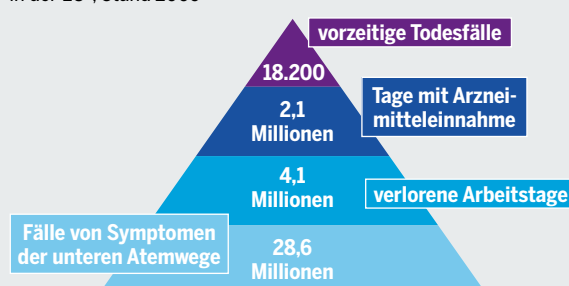 vorzeitige Todesfälle
18.200
2,1
Millionen
Tage mit Arznei-
mitteleinnahme
4,1
Millionen
verlorene Arbeitstage
Fälle von Symptomen
der unteren Atemwege
28,6
Millionen